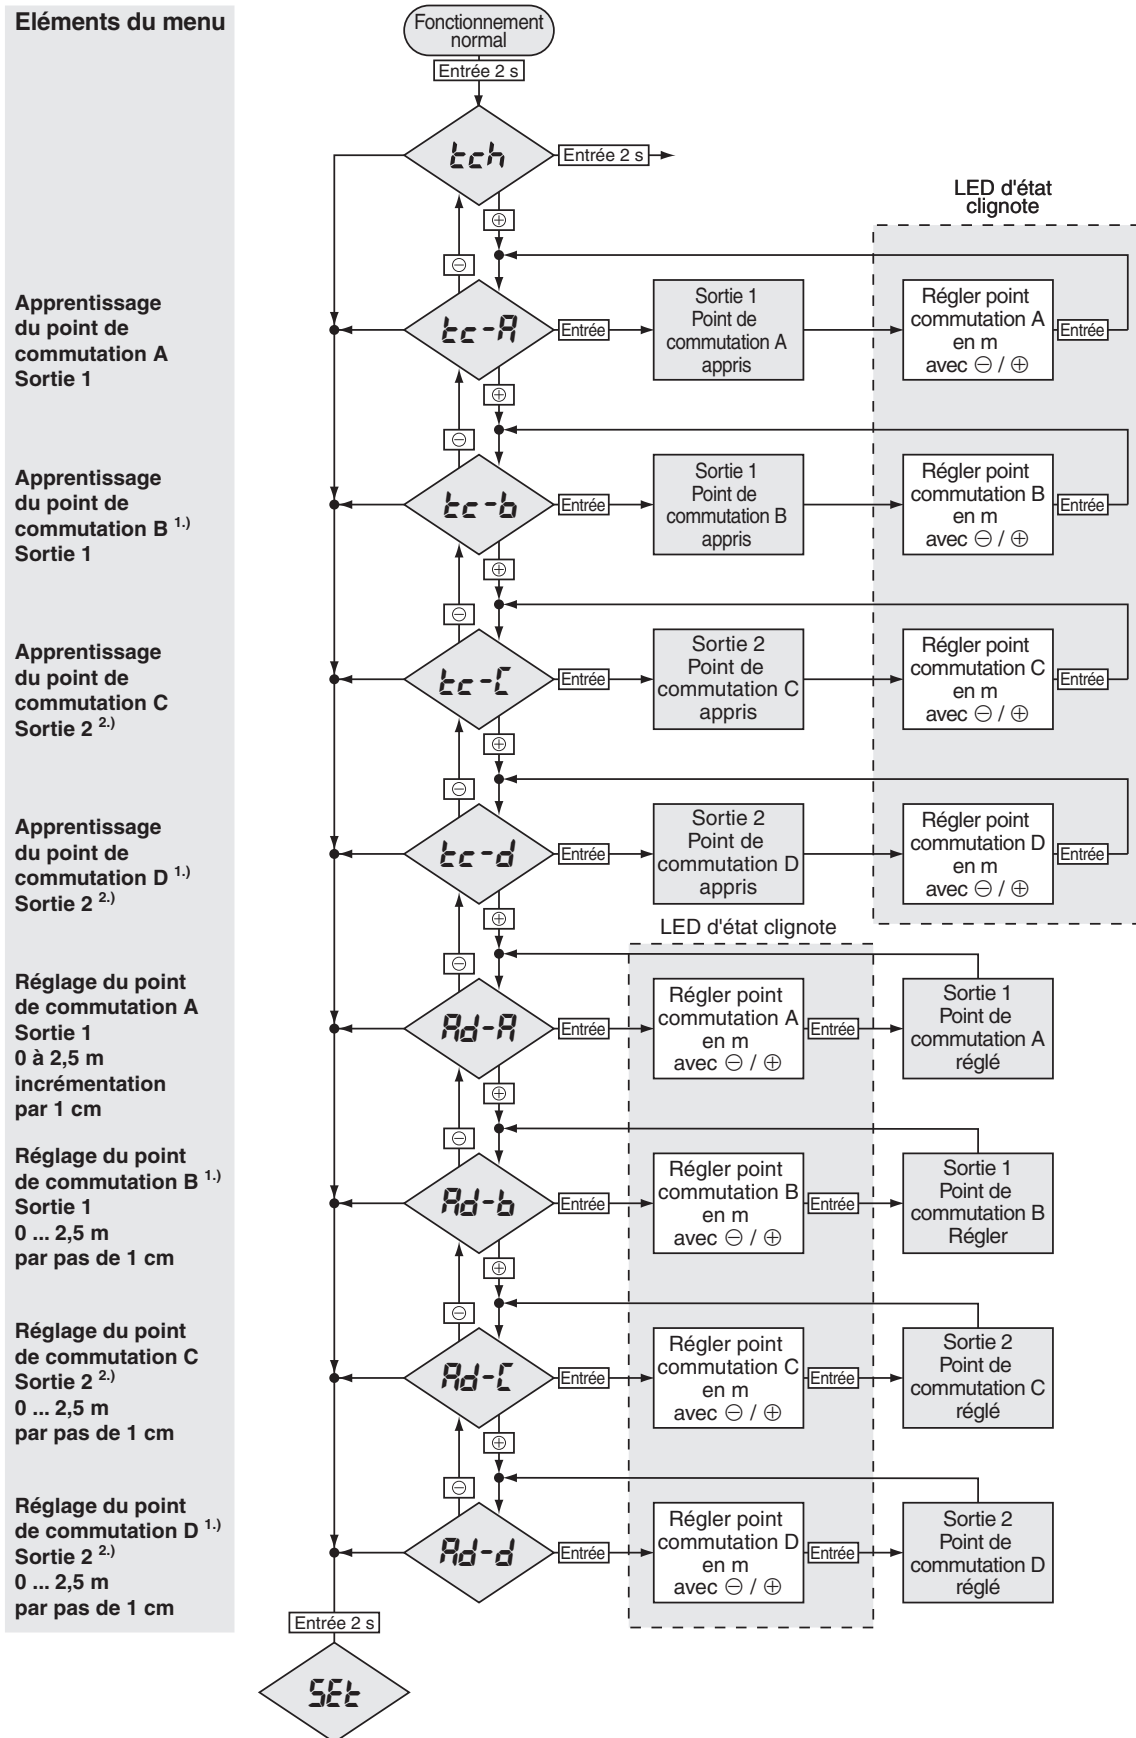 Eléments du menu
Fonctionnement
normal
Entrée 2 s
tch
Entrée 2 s
LED d'état
clignote
⊕
⊖
Apprentissage
du point de
commutation A
Sortie 1
tc-A
Entrée
Sortie 1
Point de
commutation A
appris
Régler point
commutation A
en m
avec ⊖ / ⊕
Entrée
⊕
⊖
Apprentissage
du point de
commutation B 1.)
Sortie 1
tc-b
Entrée
Sortie 1
Point de
commutation B
appris
Régler point
commutation B
en m
avec ⊖ / ⊕
Entrée
⊕
⊖
Apprentissage
du point de
commutation C
Sortie 2 2.)
tc-C
Entrée
Sortie 2
Point de
commutation C
appris
Régler point
commutation C
en m
avec ⊖ / ⊕
Entrée
⊕
⊖
Apprentissage
du point de
commutation D 1.)
Sortie 2 2.)
tc-d
Entrée
Sortie 2
Point de
commutation D
appris
Régler point
commutation D
en m
avec ⊖ / ⊕
Entrée
⊕
⊖
LED d'état clignote
Réglage du point
de commutation A
Sortie 1
0 à 2,5 m
incrémentation
par 1 cm
Ad-A
Entrée
Régler point
commutation A
en m
avec ⊖ / ⊕
Entrée
Sortie 1
Point de
commutation A
réglé
⊕
⊖
Réglage du point
de commutation B 1.)
Sortie 1
0 ... 2,5 m
par pas de 1 cm
Ad-b
Entrée
Régler point
commutation B
en m
avec ⊖ / ⊕
Entrée
Sortie 1
Point de
commutation B
Régler
⊕
⊖
Réglage du point
de commutation C
Sortie 2 2.)
0 ... 2,5 m
par pas de 1 cm
Ad-C
Entrée
Régler point
commutation C
en m
avec ⊖ / ⊕
Entrée
Sortie 2
Point de
commutation C
réglé
⊕
⊖
Réglage du point
de commutation D 1.)
Sortie 2 2.)
0 ... 2,5 m
par pas de 1 cm
Ad-d
Entrée
Régler point
commutation D
en m
avec ⊖ / ⊕
Entrée
Sortie 2
Point de
commutation D
réglé
Entrée 2 s
SEt